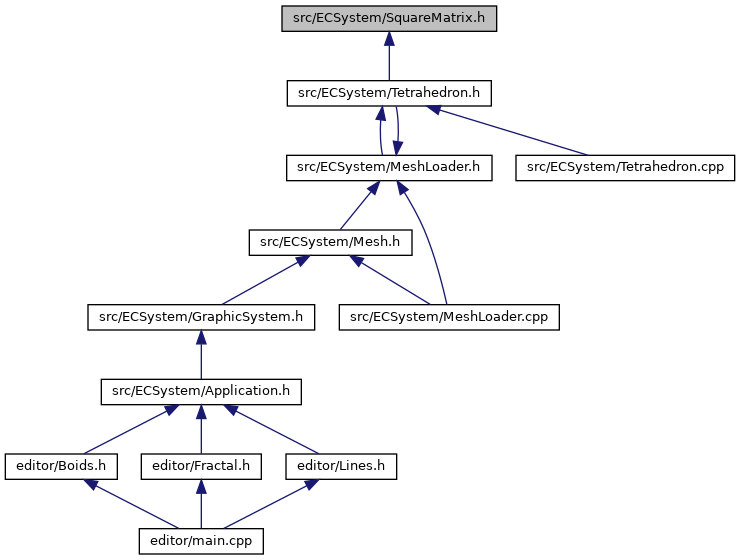 src/ECSystem/SquareMatrix.h
src/ECSystem/Tetrahedron.h
src/ECSystem/MeshLoader.h
src/ECSystem/Tetrahedron.cpp
src/ECSystem/Mesh.h
src/ECSystem/GraphicSystem.h
src/ECSystem/MeshLoader.cpp
src/ECSystem/Application.h
editor/Boids.h
editor/Fractal.h
editor/Lines.h
editor/main.cpp